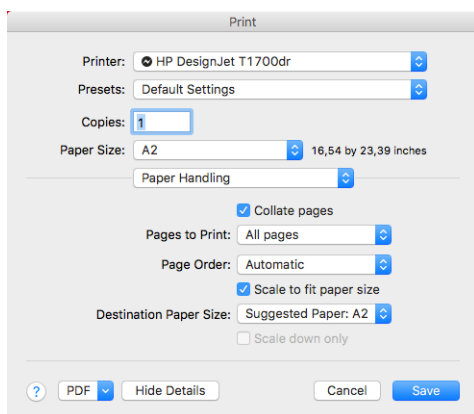 Print
Printer: HP DesignJet T1700dr
Presets: Default Settings
Copies: 1
Paper Size: A2 16,54 by 23,39 inches
Paper Handling
Collate pages
Pages to Print: All pages
Page Order: Automatic
Scale to fit paper size
Destination Paper Size: Suggested Paper: A2
Scale down only
? PDF Hide Details Cancel Save